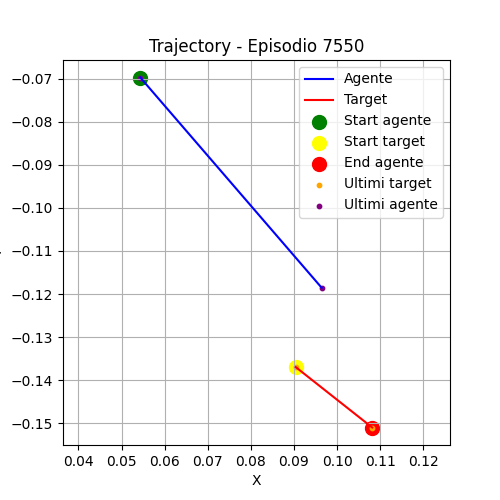 Trajectory - Episodio 7550
Agente
Target
Start agente
Start target
End agente
Ultimi target
Ultimi agente
−0.07
−0.08
−0.09
−0.10
−0.11
−0.12
−0.13
−0.14
−0.15
0.04 0.05 0.06 0.07 0.08 0.09 0.10 0.11 0.12
X